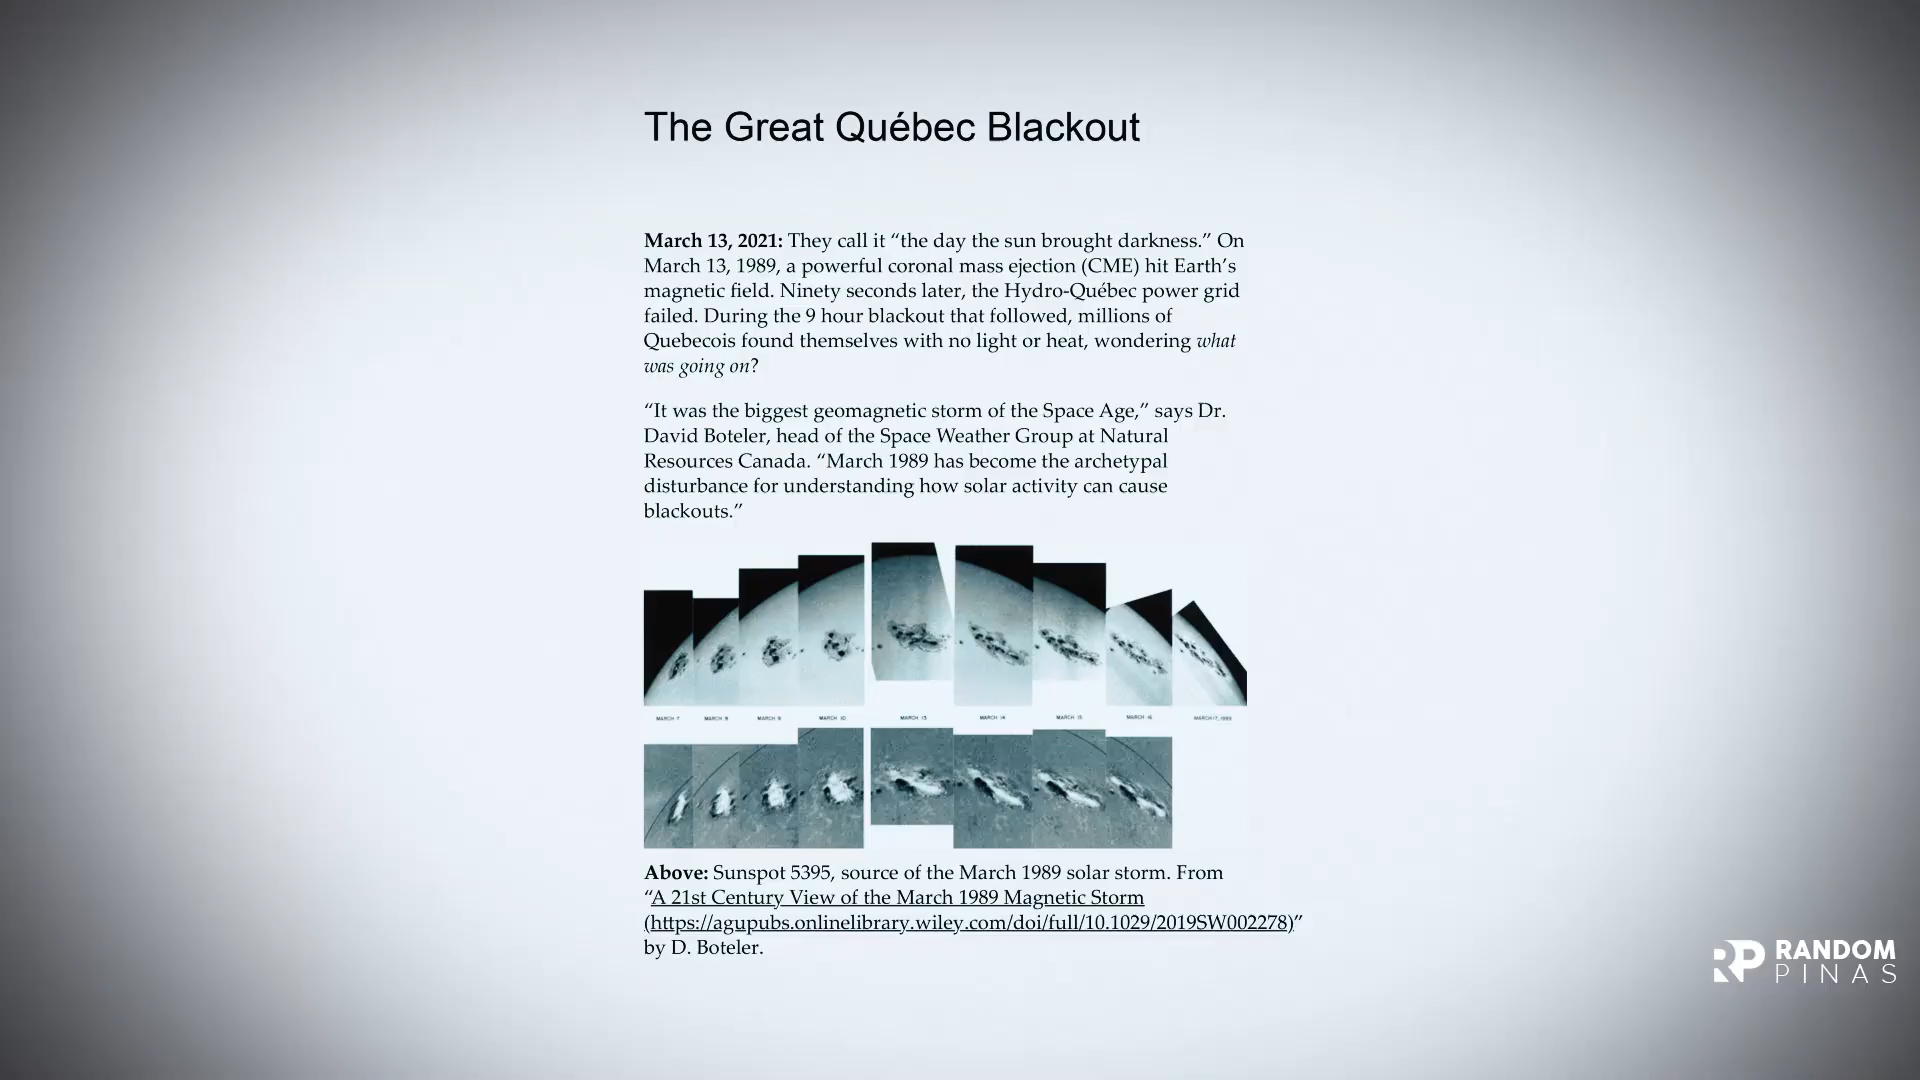 The Great Québec Blackout
March 13, 2021: They call it “the day the sun brought darkness.” On
March 13, 1989, a powerful coronal mass ejection (CME) hit Earth’s
magnetic field. Ninety seconds later, the Hydro-Québec power grid
failed. During the 9 hour blackout that followed, millions of
Quebecois found themselves with no light or heat, wondering what
was going on?
“It was the biggest geomagnetic storm of the Space Age,” says Dr.
David Boteler, head of the Space Weather Group at Natural
Resources Canada. “March 1989 has become the archetypal
disturbance for understanding how solar activity can cause
blackouts.”
MARCH 7 MARCH 8 MARCH 9 MARCH 10 MARCH 13 MARCH 14 MARCH 15 MARCH 16 MARCH 17, 1989
Above: Sunspot 5395, source of the March 1989 solar storm. From
“A 21st Century View of the March 1989 Magnetic Storm
(https://agupubs.onlinelibrary.wiley.com/doi/full/10.1029/2019SW002278)”
by D. Boteler.
RP RANDOM
PINAS